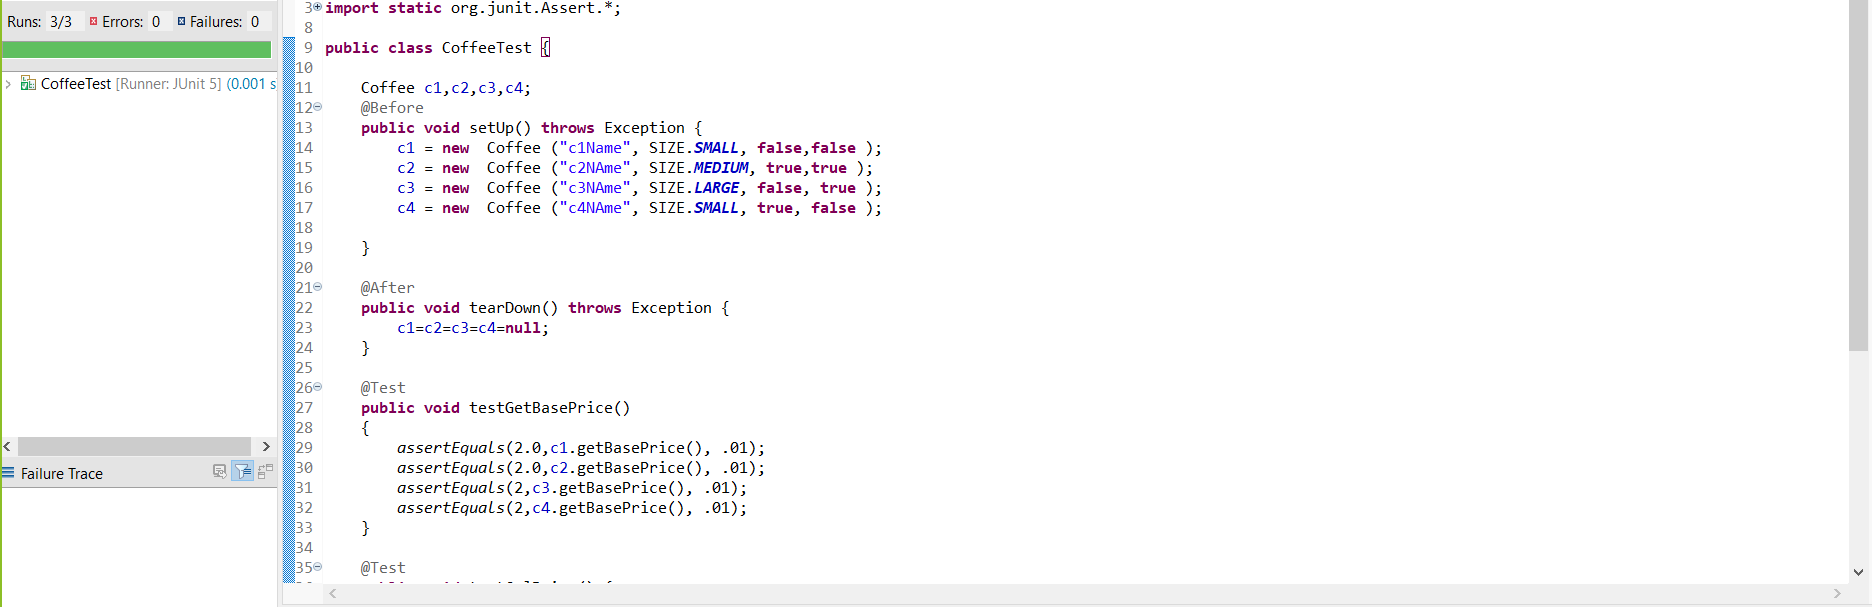 Runs: 3/3 Errors: 0 Failures: 0
CoffeeTest [Runner: JUnit 5] (0.001 s
Failure Trace
3 import static org.junit.Assert.*;
8
9 public class CoffeeTest {
10
11 Coffee c1,c2,c3,c4;
12 @Before
13 public void setUp() throws Exception {
14 c1 = new  Coffee ("c1Name", SIZE.SMALL, false,false );
15 c2 = new  Coffee ("c2NAme", SIZE.MEDIUM, true,true );
16 c3 = new  Coffee ("c3NAme", SIZE.LARGE, false, true );
17 c4 = new  Coffee ("c4NAme", SIZE.SMALL, true, false );
18
19 }
20
21 @After
22 public void tearDown() throws Exception {
23 c1=c2=c3=c4=null;
24 }
25
26 @Test
27 public void testGetBasePrice()
28 {
29 assertEquals(2.0,c1.getBasePrice(), .01);
30 assertEquals(2.0,c2.getBasePrice(), .01);
31 assertEquals(2,c3.getBasePrice(), .01);
32 assertEquals(2,c4.getBasePrice(), .01);
33 }
34
35 @Test